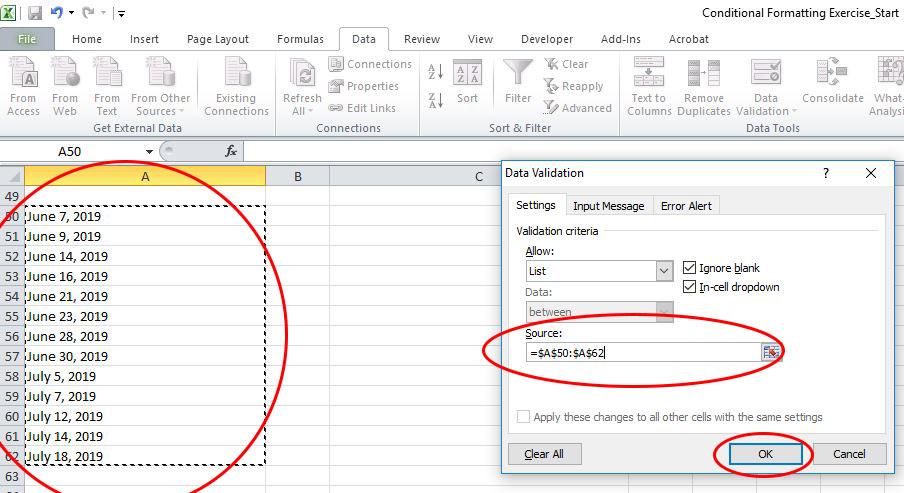 Conditional Formatting Exercise_Start
File Home Insert Page Layout Formulas Data Review View Developer Add-Ins Acrobat
From Access
From Web
From Text
From Other Sources
Existing Connections
Get External Data
Refresh All
Connections
Properties
Edit Links
Connections
A Z
Z A
A Z Z A
Sort
Filter
Clear
Reapply
Advanced
Sort & Filter
Text to Columns
Remove Duplicates
Data Validation
Consolidate
What-
Analysi
Data Tools
A50 fx
A B C
49
50 June 7, 2019
51 June 9, 2019
52 June 14, 2019
53 June 16, 2019
54 June 21, 2019
55 June 23, 2019
56 June 28, 2019
57 June 30, 2019
58 July 5, 2019
59 July 7, 2019
60 July 12, 2019
61 July 14, 2019
62 July 18, 2019
63
Data Validation ?
Settings Input Message Error Alert
Validation criteria
Allow:
List
Ignore blank
In-cell dropdown
Data:
between
Source:
=$A$50:$A$62
Apply these changes to all other cells with the same settings
Clear All OK Cancel